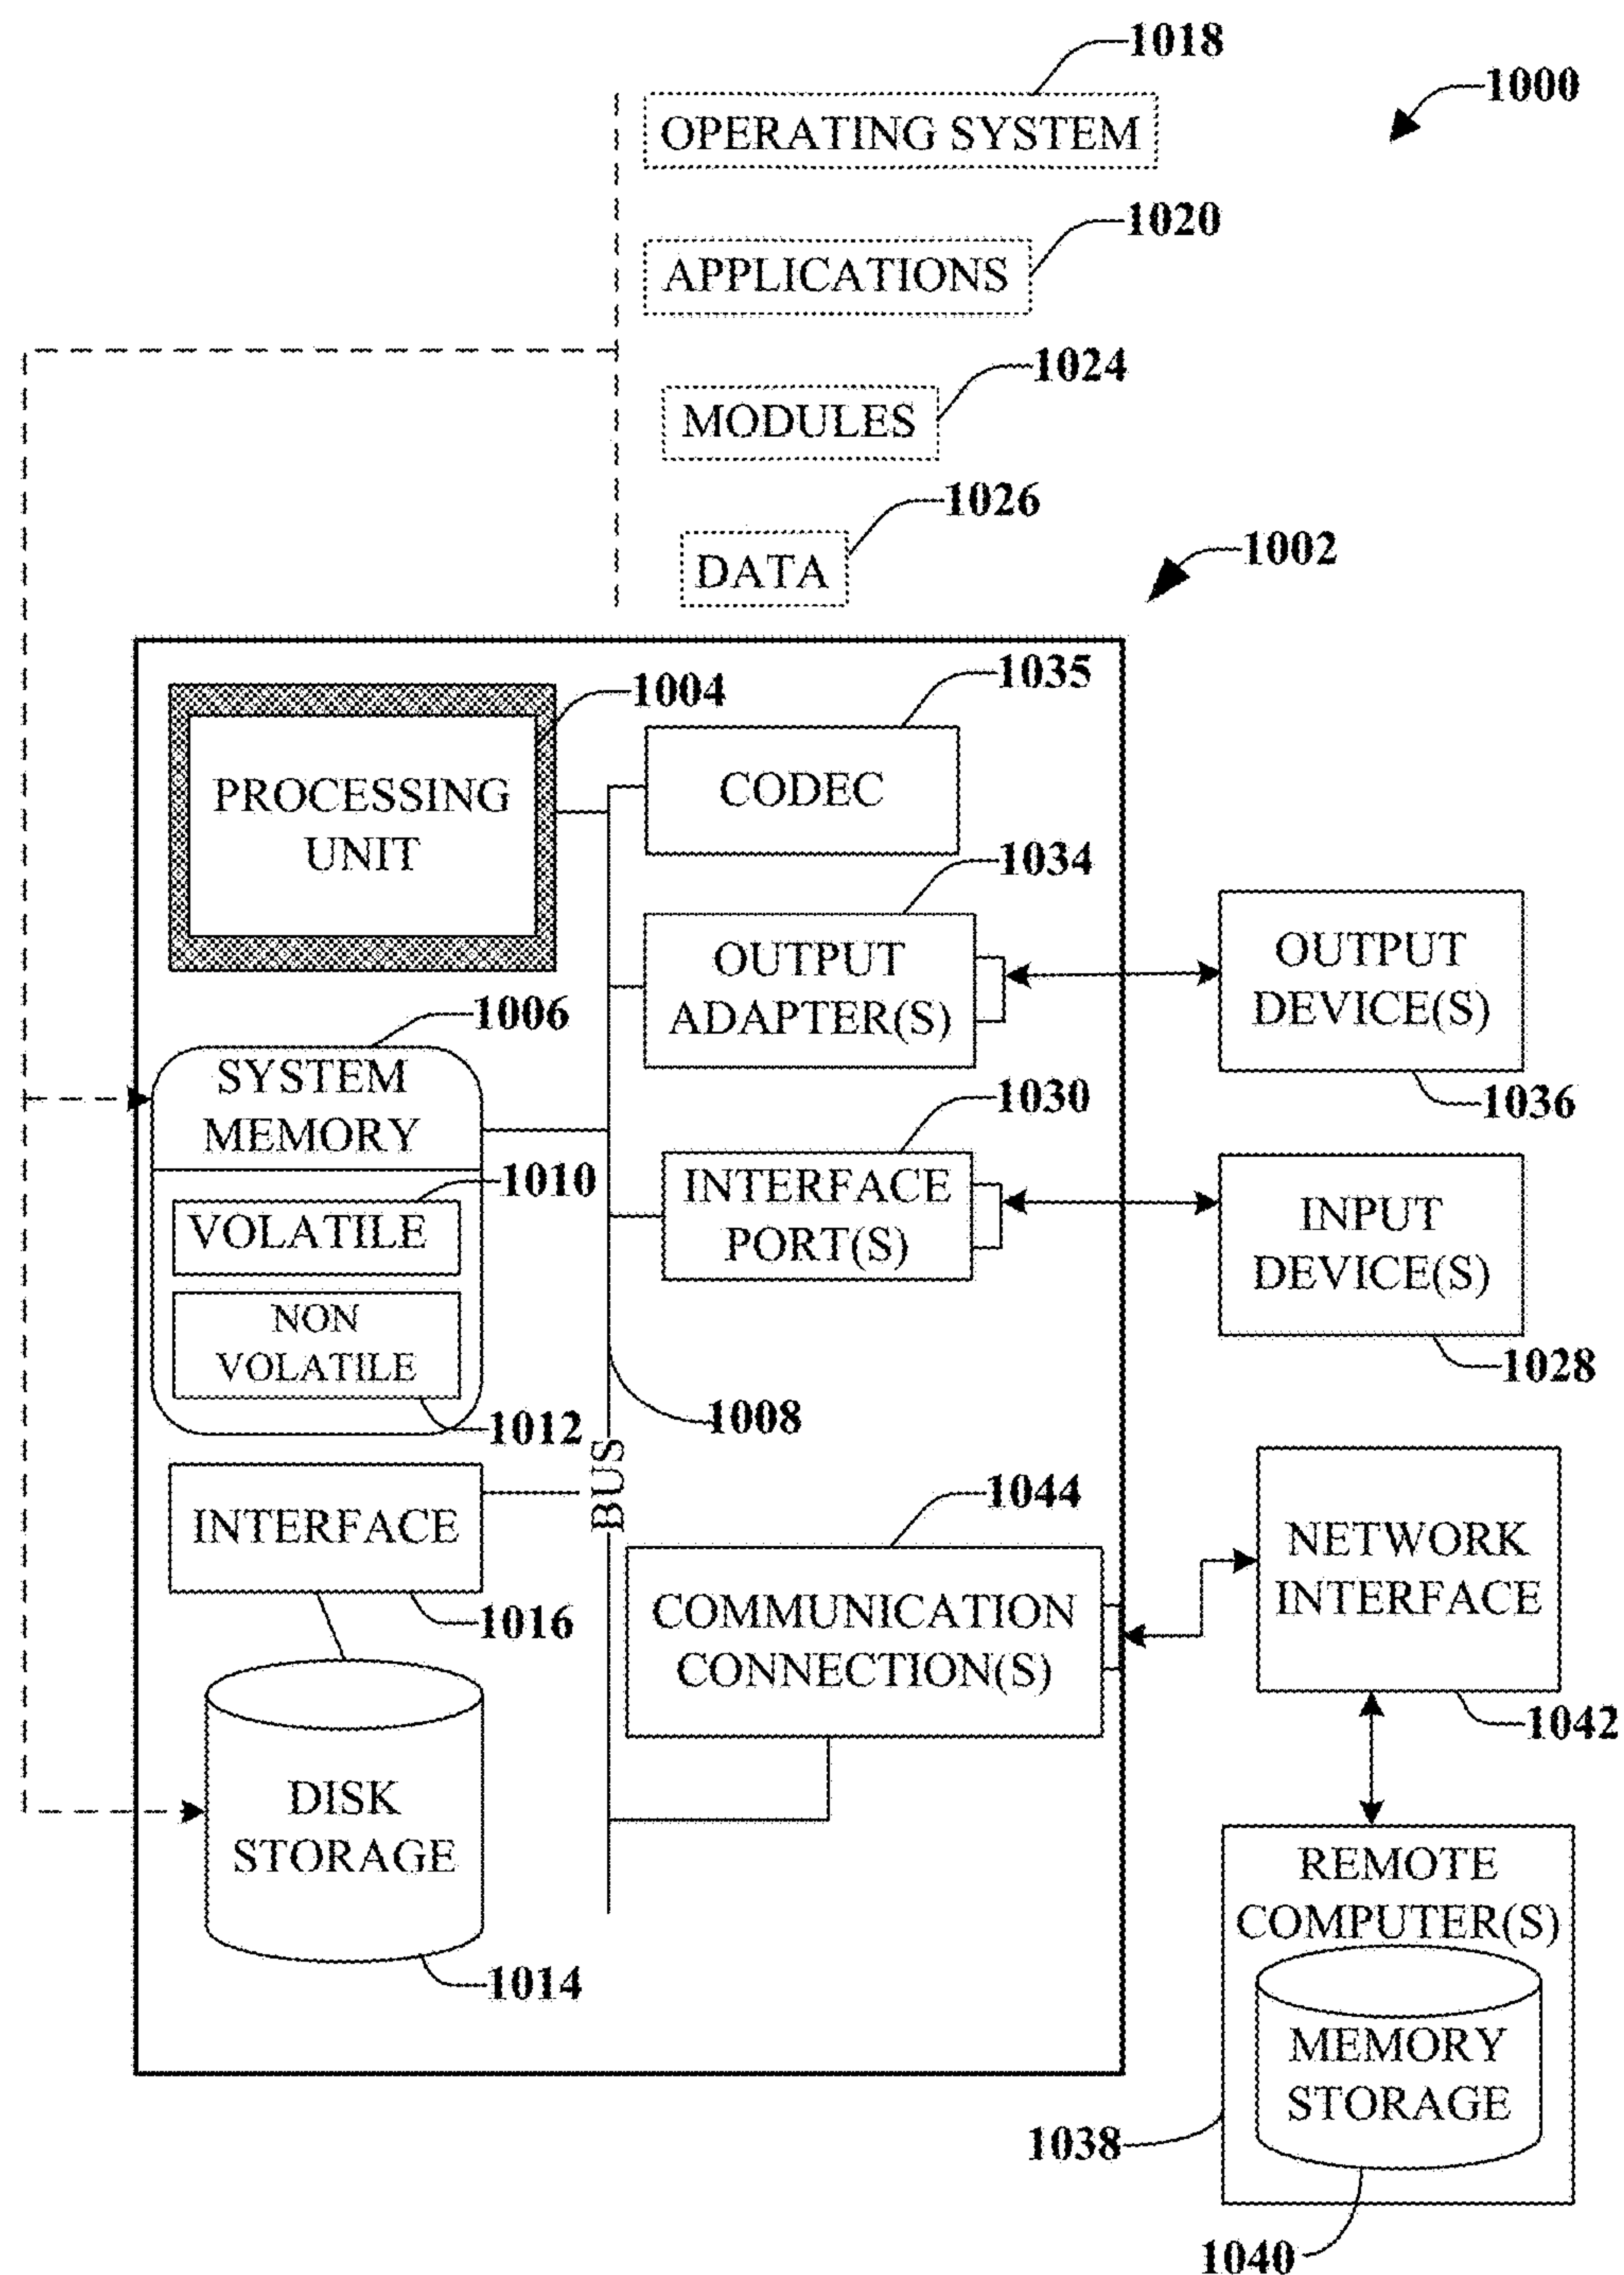 1018
1000
OPERATING SYSTEM
1020
APPLICATIONS
1024
MODULES
1026
DATA
1002
1035
1004
CODEC
PROCESSING
UNIT
1034
OUTPUT
ADAPTER(S)
OUTPUT
DEVICE(S)
1036
1006
SYSTEM
MEMORY
1030
INTERFACE
PORT(S)
INPUT
DEVICE(S)
1028
1010
VOLATILE
NON
VOLATILE
1012
1008
BUS
INTERFACE
1016
1044
COMMUNICATION
CONNECTION(S)
NETWORK
INTERFACE
1042
DISK
STORAGE
1014
REMOTE
COMPUTER(S)
MEMORY
STORAGE
1038
1040